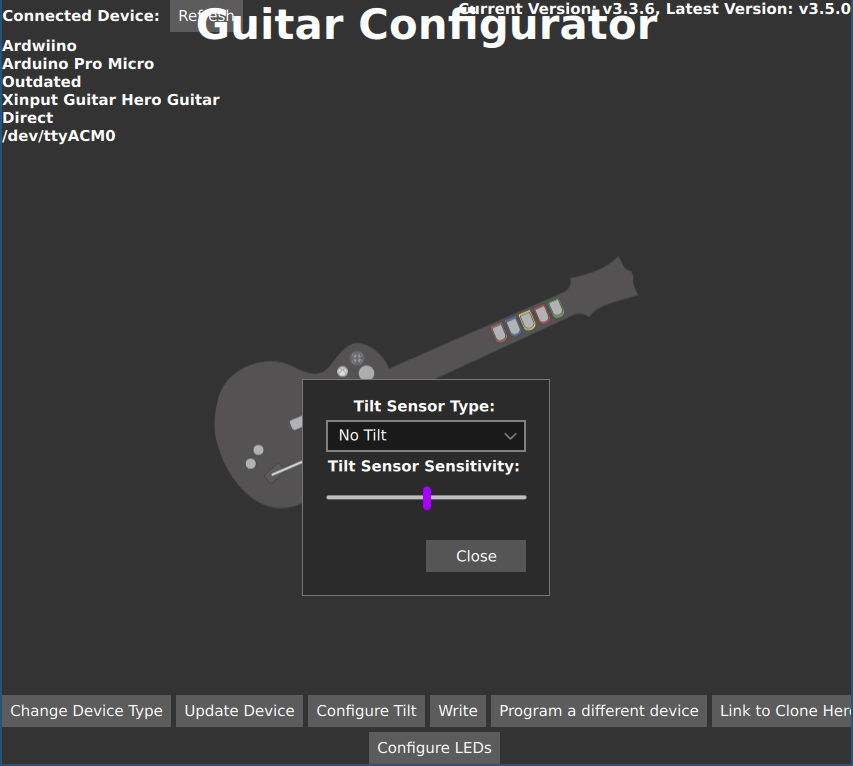 Connected Device:
Refresh
Guitar Configurator
Current Version: v3.3.6, Latest Version: v3.5.0
Ardwiino
Arduino Pro Micro
Outdated
Xinput Guitar Hero Guitar
Direct
/dev/ttyACM0
Tilt Sensor Type:
No Tilt
Tilt Sensor Sensitivity:
Close
Change Device Type
Update Device
Configure Tilt
Write
Program a different device
Link to Clone Hero
Configure LEDs